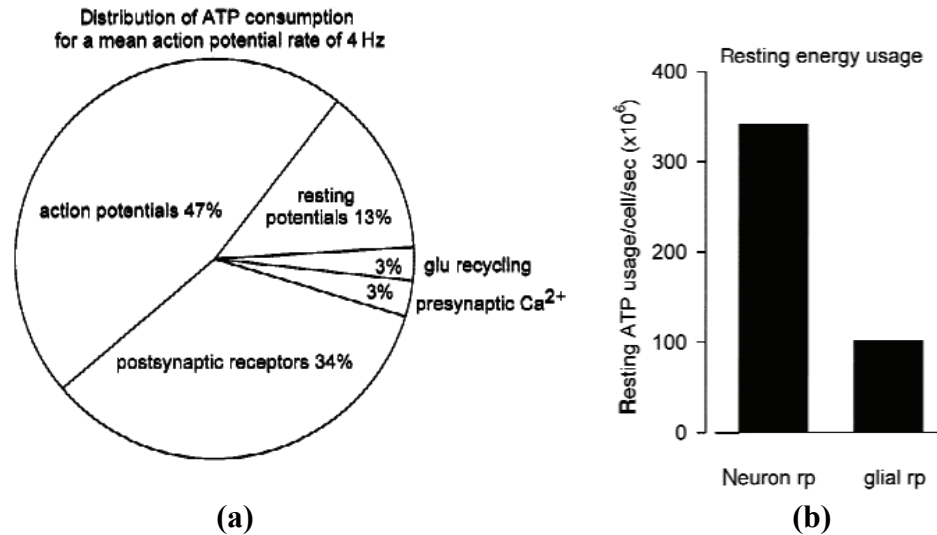 Distribution of ATP consumption
for a mean action potential rate of 4 Hz
action potentials 47%
resting
potentials 13%
3%
glu recycling
3%
presynaptic Ca²⁺
postsynaptic receptors 34%
(a)
Resting energy usage
Resting ATP usage/cell/sec (x10⁶)
400
300
200
100
0
Neuron rp
glial rp
(b)